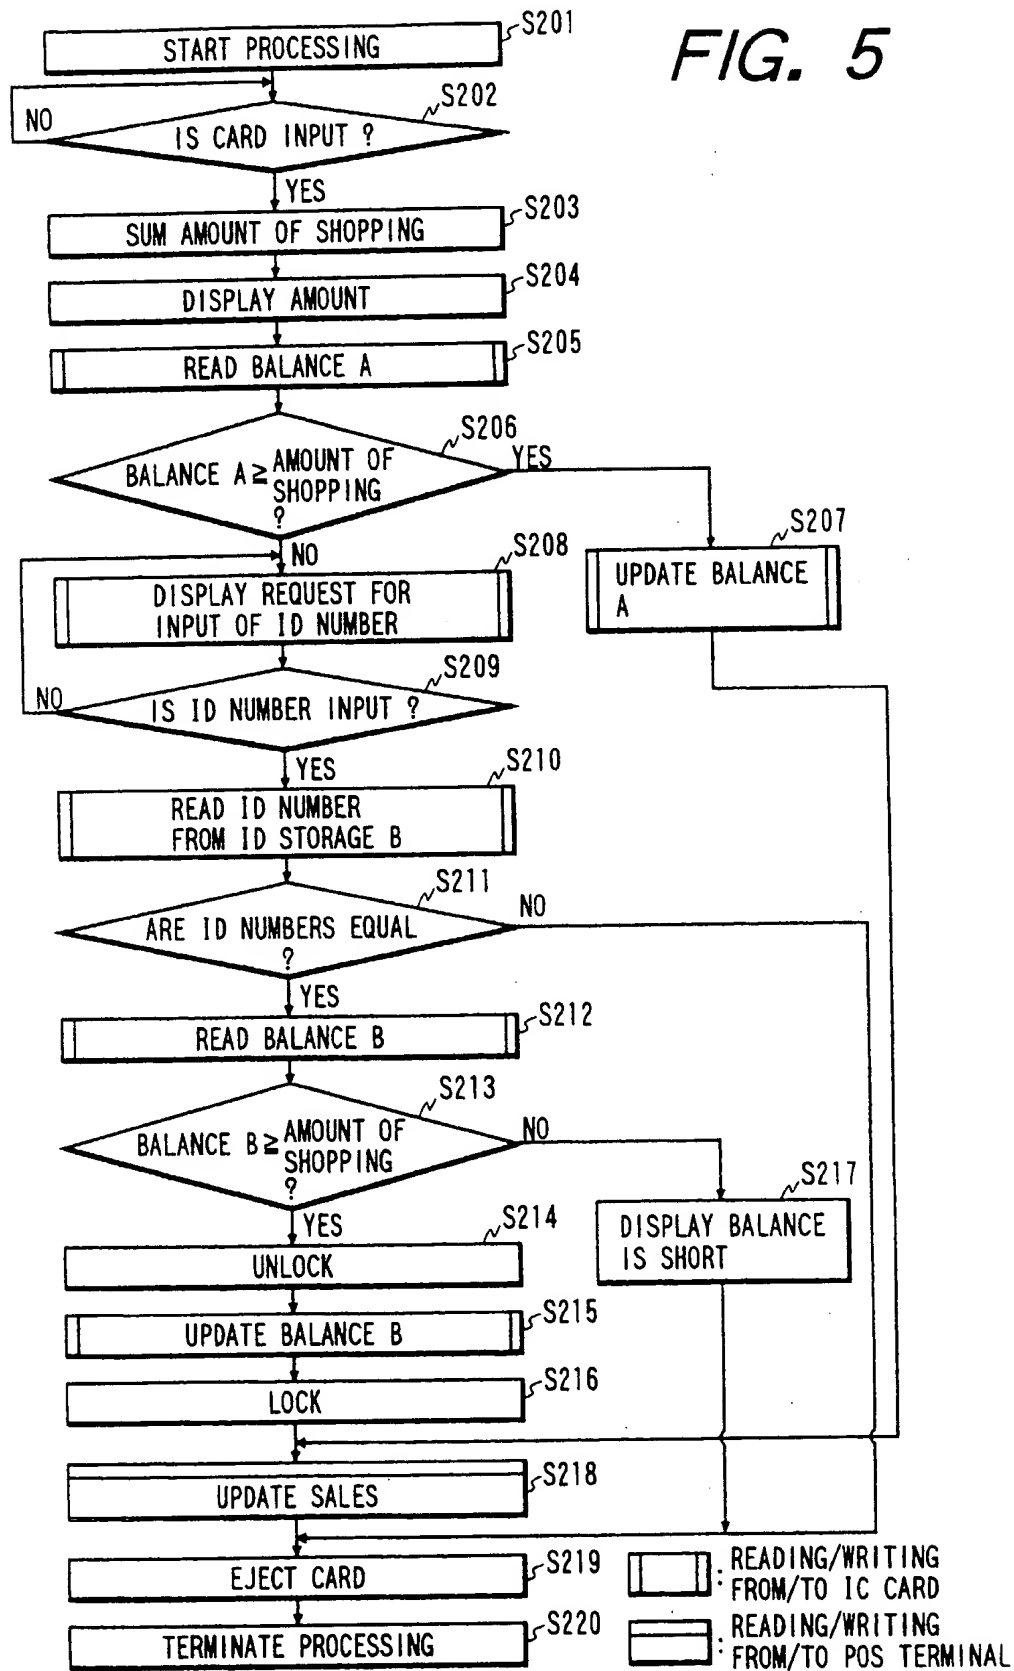 FIG. 5
START PROCESSING
S201
IS CARD INPUT ?
S202
NO
YES
SUM AMOUNT OF SHOPPING
S203
DISPLAY AMOUNT
S204
READ BALANCE A
S205
BALANCE A ≧ AMOUNT OF
SHOPPING
?
S206
YES
NO
UPDATE BALANCE
A
S207
DISPLAY REQUEST FOR
INPUT OF ID NUMBER
S208
IS ID NUMBER INPUT ?
S209
NO
YES
READ ID NUMBER
FROM ID STORAGE B
S210
ARE ID NUMBERS EQUAL
?
S211
NO
YES
READ BALANCE B
S212
BALANCE B ≧ AMOUNT OF
SHOPPING
?
S213
NO
YES
DISPLAY BALANCE
IS SHORT
S217
UNLOCK
S214
UPDATE BALANCE B
S215
LOCK
S216
UPDATE SALES
S218
EJECT CARD
S219
TERMINATE PROCESSING
S220
: READING/WRITING
FROM/TO IC CARD
: READING/WRITING
FROM/TO POS TERMINAL